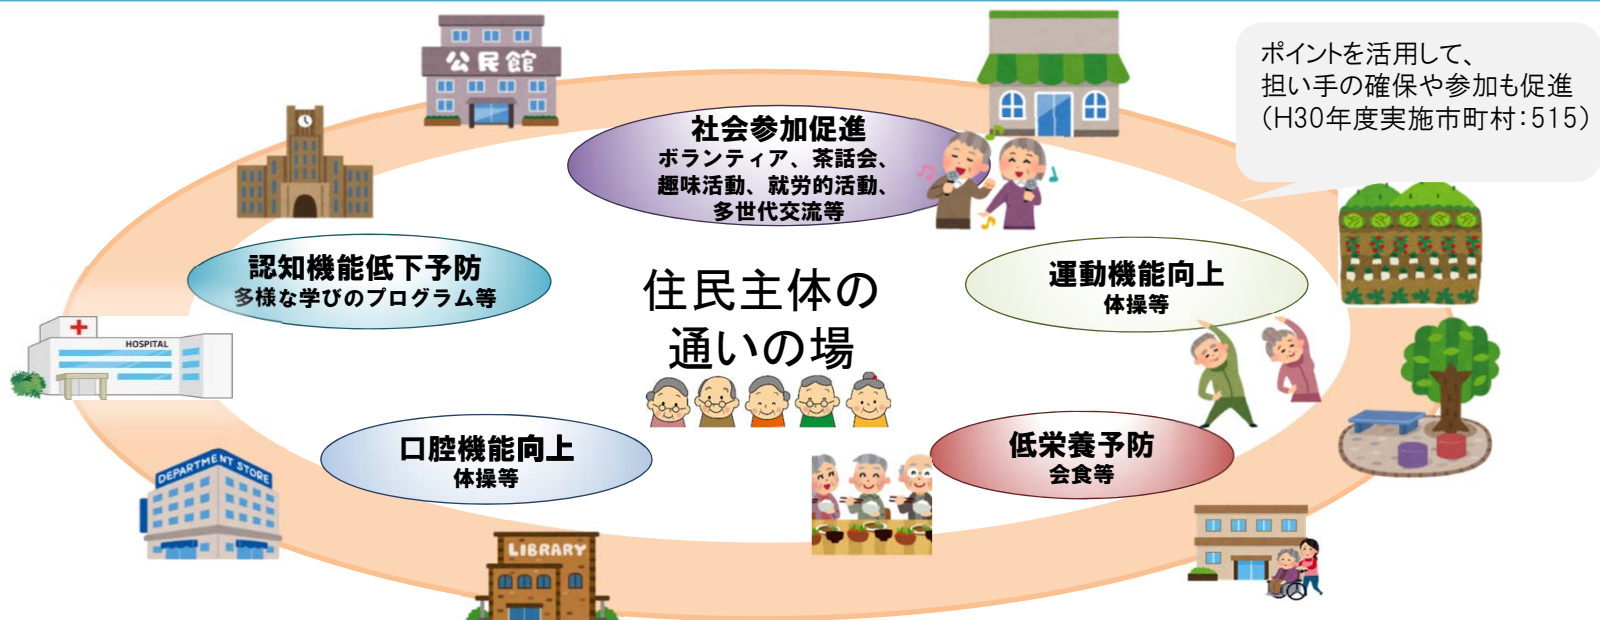 公民館
ポイントを活用して、
担い手の確保や参加も促進
（H30年度実施市町村：515）
社会参加促進
ボランティア、茶話会、
趣味活動、就労的活動、
多世代交流等
認知機能低下予防
多様な学びのプログラム等
住民主体の
通いの場
運動機能向上
体操等
HOSPITAL
口腔機能向上
体操等
低栄養予防
会食等
DEPARTMENT STORE
LIBRARY